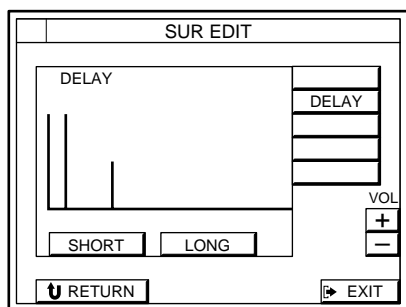 SUR EDIT
DELAY
DELAY
VOL
+
−
SHORT LONG
RETURN EXIT